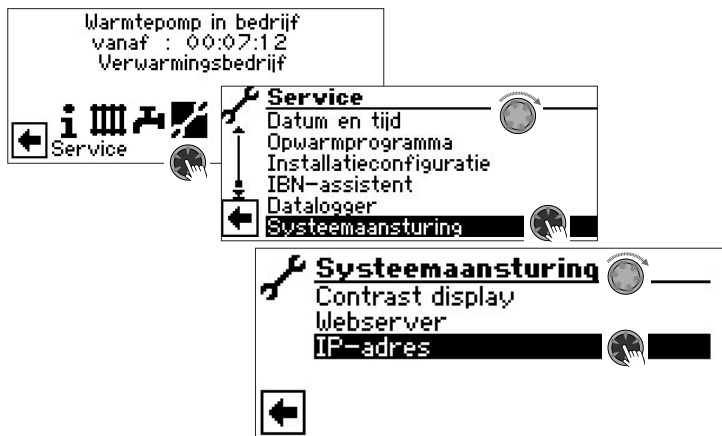 Warmtepomp in bedrijf
vanaf : 00:07:12
Verwarmingsbedrijf
Service
Service
Datum en tijd
Opwarmprogramma
Installatieconfiguratie
IBN-assistent
Datalogger
Systeemaansturing
Systeemaansturing
Contrast display
Webserver
IP-adres